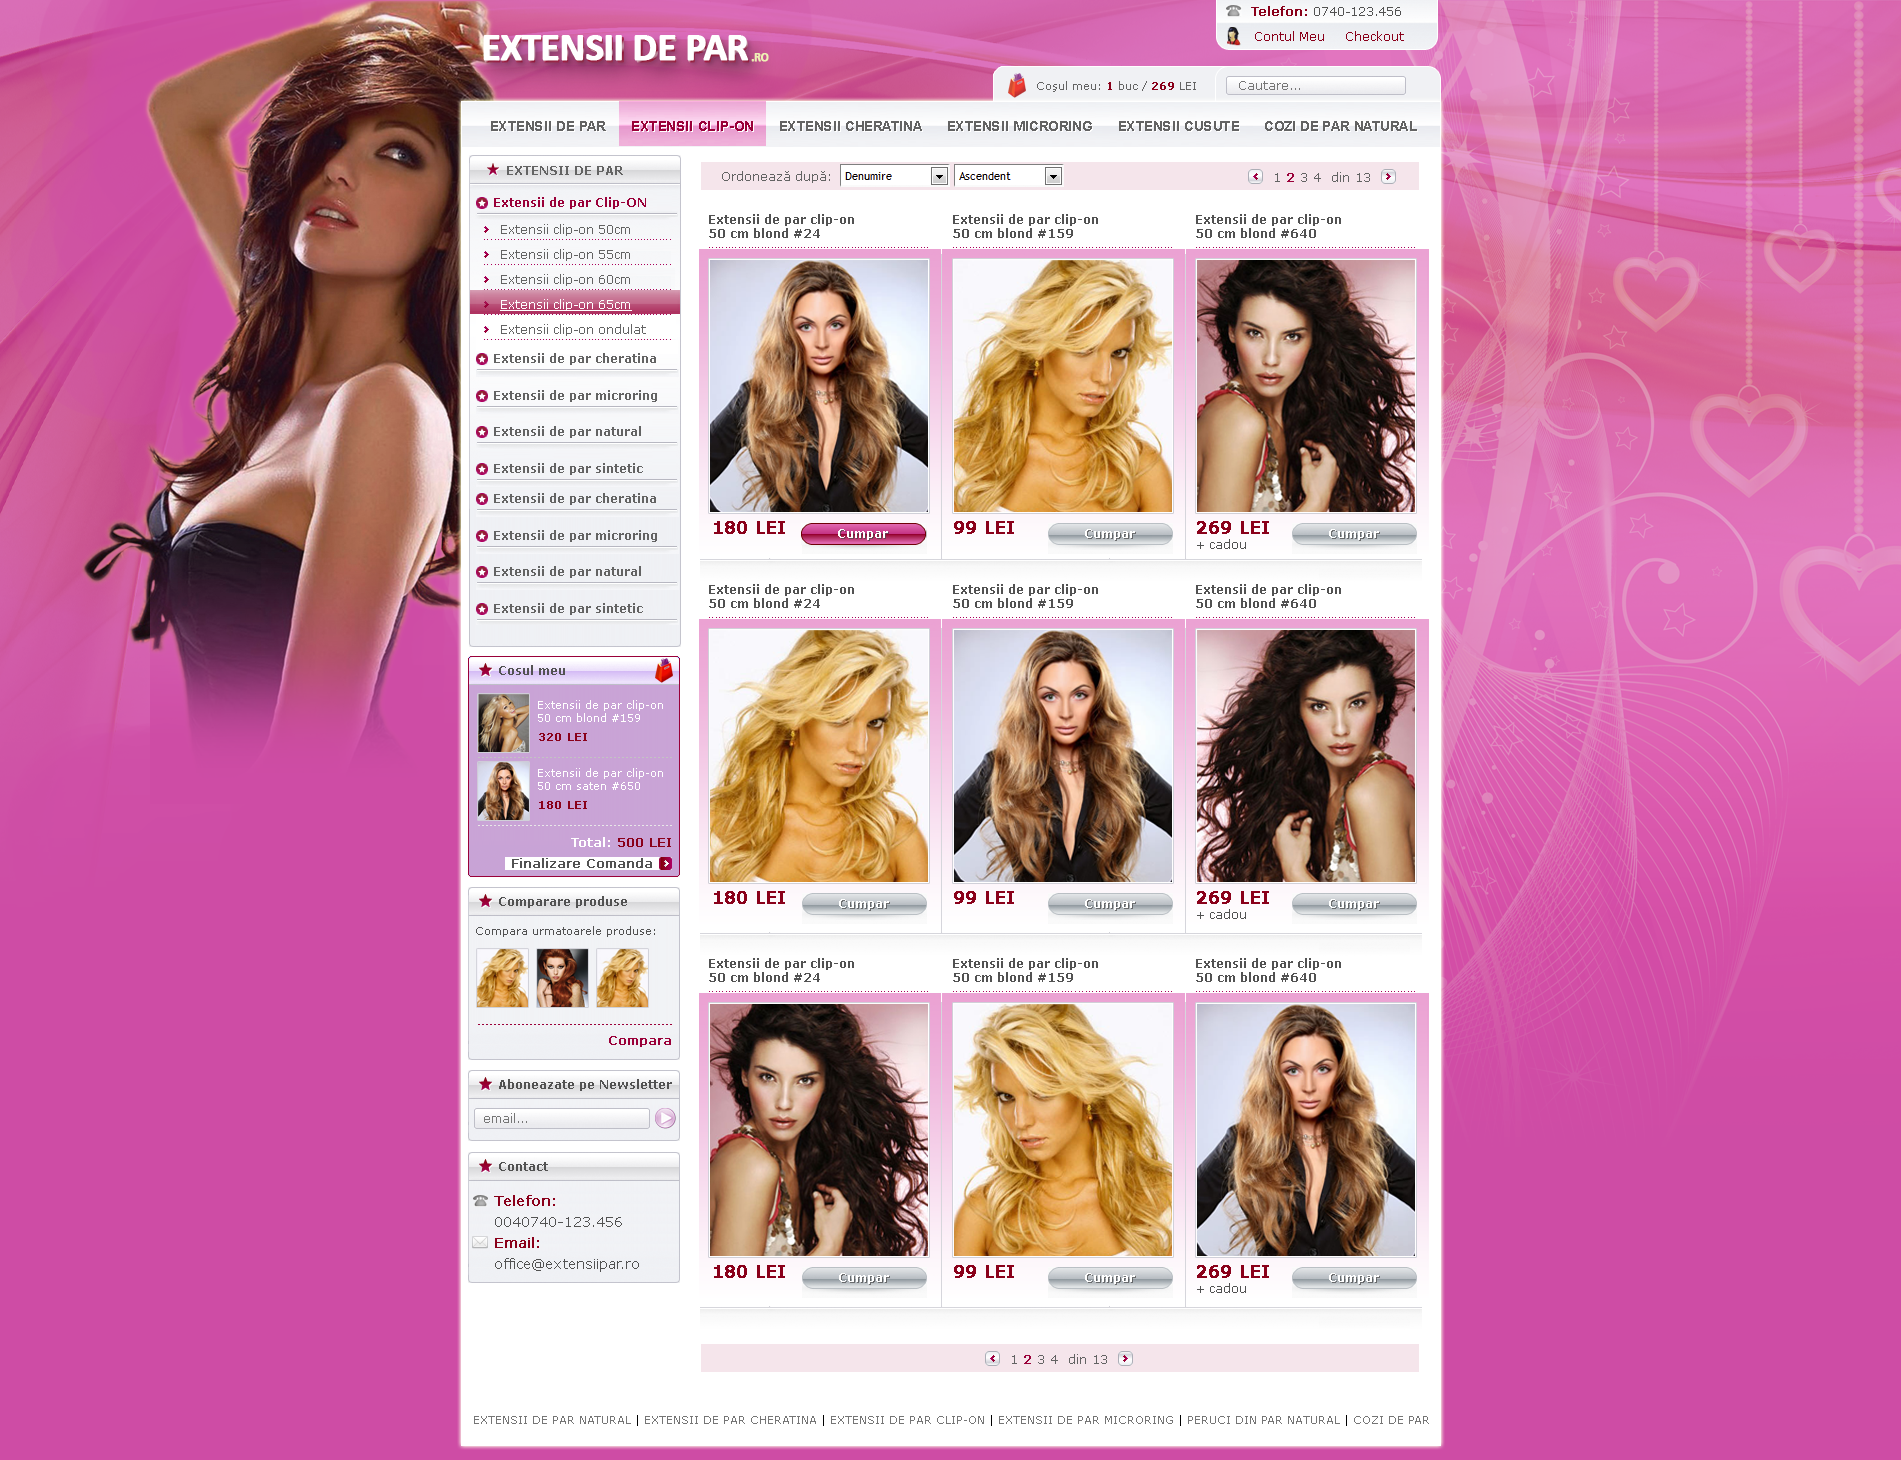 EXTENSII DE PAR.RO
Telefon: 0740-123.456
Contul Meu Checkout
Coşul meu: 1 buc / 269 LEI
Cautare...
EXTENSII DE PAR EXTENSII CLIP-ON EXTENSII CHERATINA EXTENSII MICRORING EXTENSII CUSUTE COZI DE PAR NATURAL
EXTENSII DE PAR
Extensii de par Clip-ON
Extensii clip-on 50cm
Extensii clip-on 55cm
Extensii clip-on 60cm
Extensii clip-on 65cm
Extensii clip-on ondulat
Extensii de par cheratina
Extensii de par microring
Extensii de par natural
Extensii de par sintetic
Extensii de par cheratina
Extensii de par microring
Extensii de par natural
Extensii de par sintetic
Cosul meu
Extensii de par clip-on
50 cm blond #159
320 LEI
Extensii de par clip-on
50 cm saten #650
180 LEI
Total: 500 LEI
Finalizare Comanda
Comparare produse
Compara urmatoarele produse:
Compara
Aboneazate pe Newsletter
email...
Contact
Telefon:
0040740-123.456
Email:
office@extensiipar.ro
Ordonează după: Denumire Ascendent 1 2 3 4 din 13
Extensii de par clip-on Extensii de par clip-on Extensii de par clip-on
50 cm blond #24 50 cm blond #159 50 cm blond #640
180 LEI Cumpar 99 LEI Cumpar 269 LEI Cumpar
+ cadou
Extensii de par clip-on Extensii de par clip-on Extensii de par clip-on
50 cm blond #24 50 cm blond #159 50 cm blond #640
180 LEI Cumpar 99 LEI Cumpar 269 LEI Cumpar
+ cadou
Extensii de par clip-on Extensii de par clip-on Extensii de par clip-on
50 cm blond #24 50 cm blond #159 50 cm blond #640
180 LEI Cumpar 99 LEI Cumpar 269 LEI Cumpar
+ cadou
1 2 3 4 din 13
EXTENSII DE PAR NATURAL | EXTENSII DE PAR CHERATINA | EXTENSII DE PAR CLIP-ON | EXTENSII DE PAR MICRORING | PERUCI DIN PAR NATURAL | COZI DE PAR